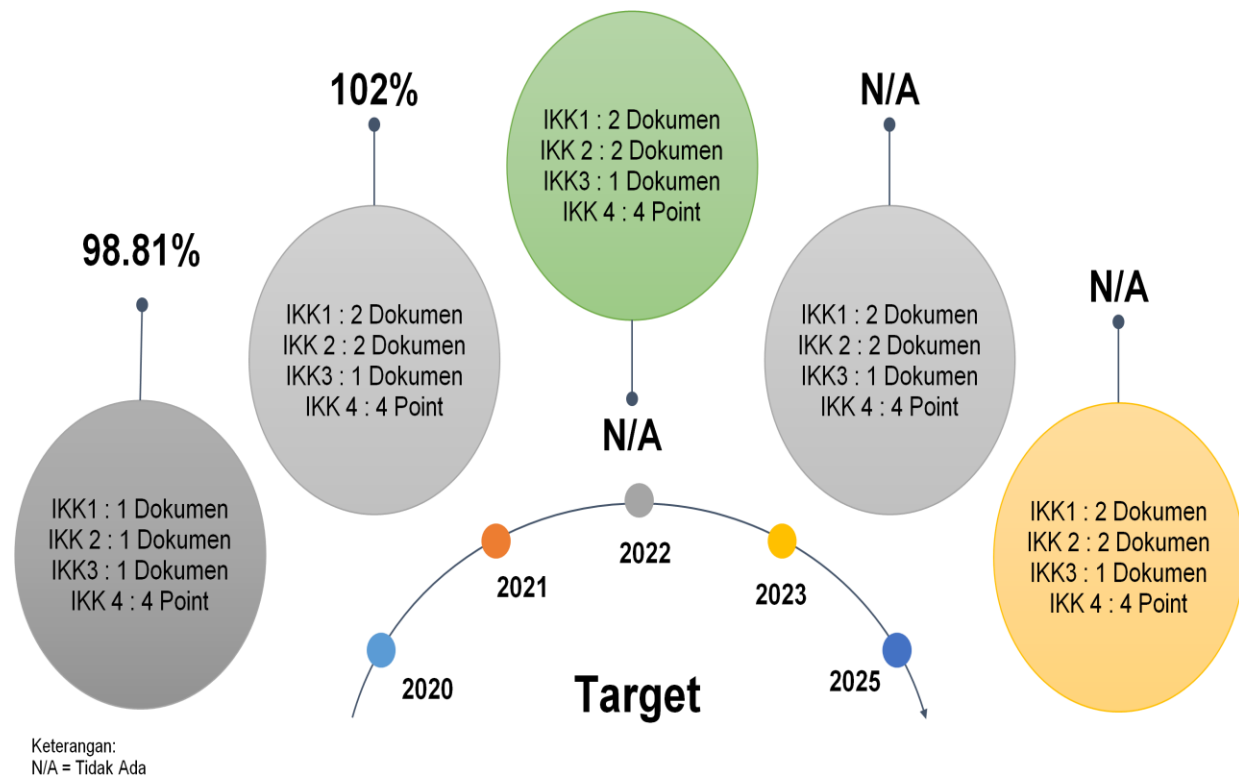 98.81%
IKK1 : 1 Dokumen
IKK 2 : 1 Dokumen
IKK3 : 1 Dokumen
IKK 4 : 4 Point
102%
IKK1 : 2 Dokumen
IKK 2 : 2 Dokumen
IKK3 : 1 Dokumen
IKK 4 : 4 Point
IKK1 : 2 Dokumen
IKK 2 : 2 Dokumen
IKK3 : 1 Dokumen
IKK 4 : 4 Point
N/A
N/A
IKK1 : 2 Dokumen
IKK 2 : 2 Dokumen
IKK3 : 1 Dokumen
IKK 4 : 4 Point
N/A
IKK1 : 2 Dokumen
IKK 2 : 2 Dokumen
IKK3 : 1 Dokumen
IKK 4 : 4 Point
2020
2021
2022
2023
2025
Target
Keterangan:
N/A = Tidak Ada